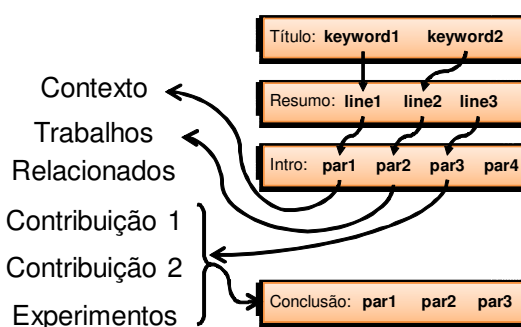 Título: keyword1 keyword2
Contexto
Resumo: line1 line2 line3
Trabalhos
Relacionados
Intro: par1 par2 par3 par4
Contribuição 1
Contribuição 2
Experimentos
Conclusão: par1 par2 par3